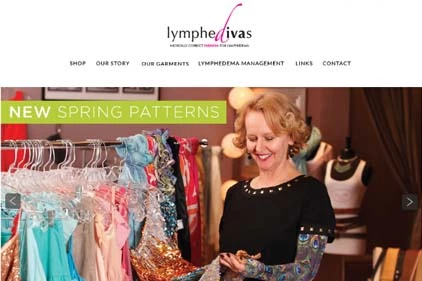 lymphedivas
MEDICALLY CORRECT FASHION FOR LYMPHEDEMA
SHOP OUR STORY OUR GARMENTS LYMPHEDEMA MANAGEMENT LINKS CONTACT
NEW SPRING PATTERNS